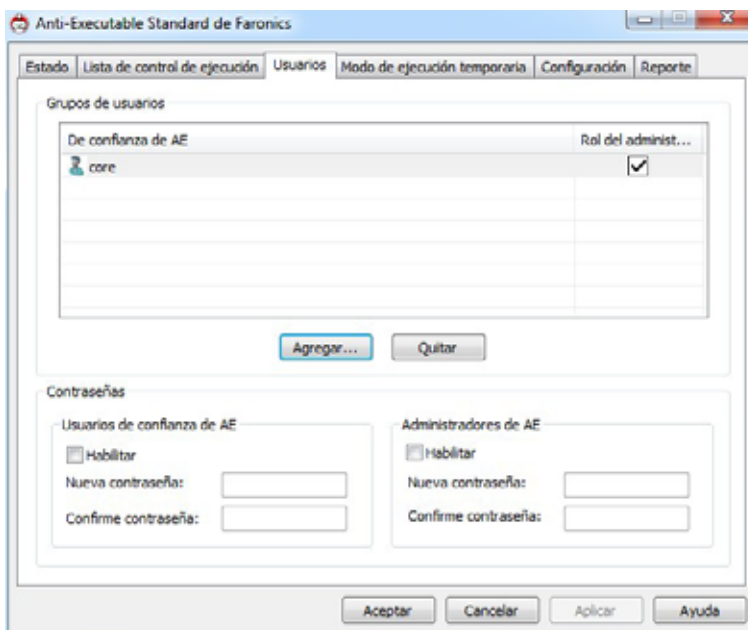 Anti-Executable Standard de Faronics
Estado Lista de control de ejecución Usuarios Modo de ejecución temporaria Configuración Reporte
Grupos de usuarios
De confianza de AE Rol del administ...
core
Agregar... Quitar
Contraseñas
Usuarios de confianza de AE Administradores de AE
Habilitar Habilitar
Nueva contraseña: Nueva contraseña:
Confirme contraseña: Confirme contraseña:
Aceptar Cancelar Aplicar Ayuda